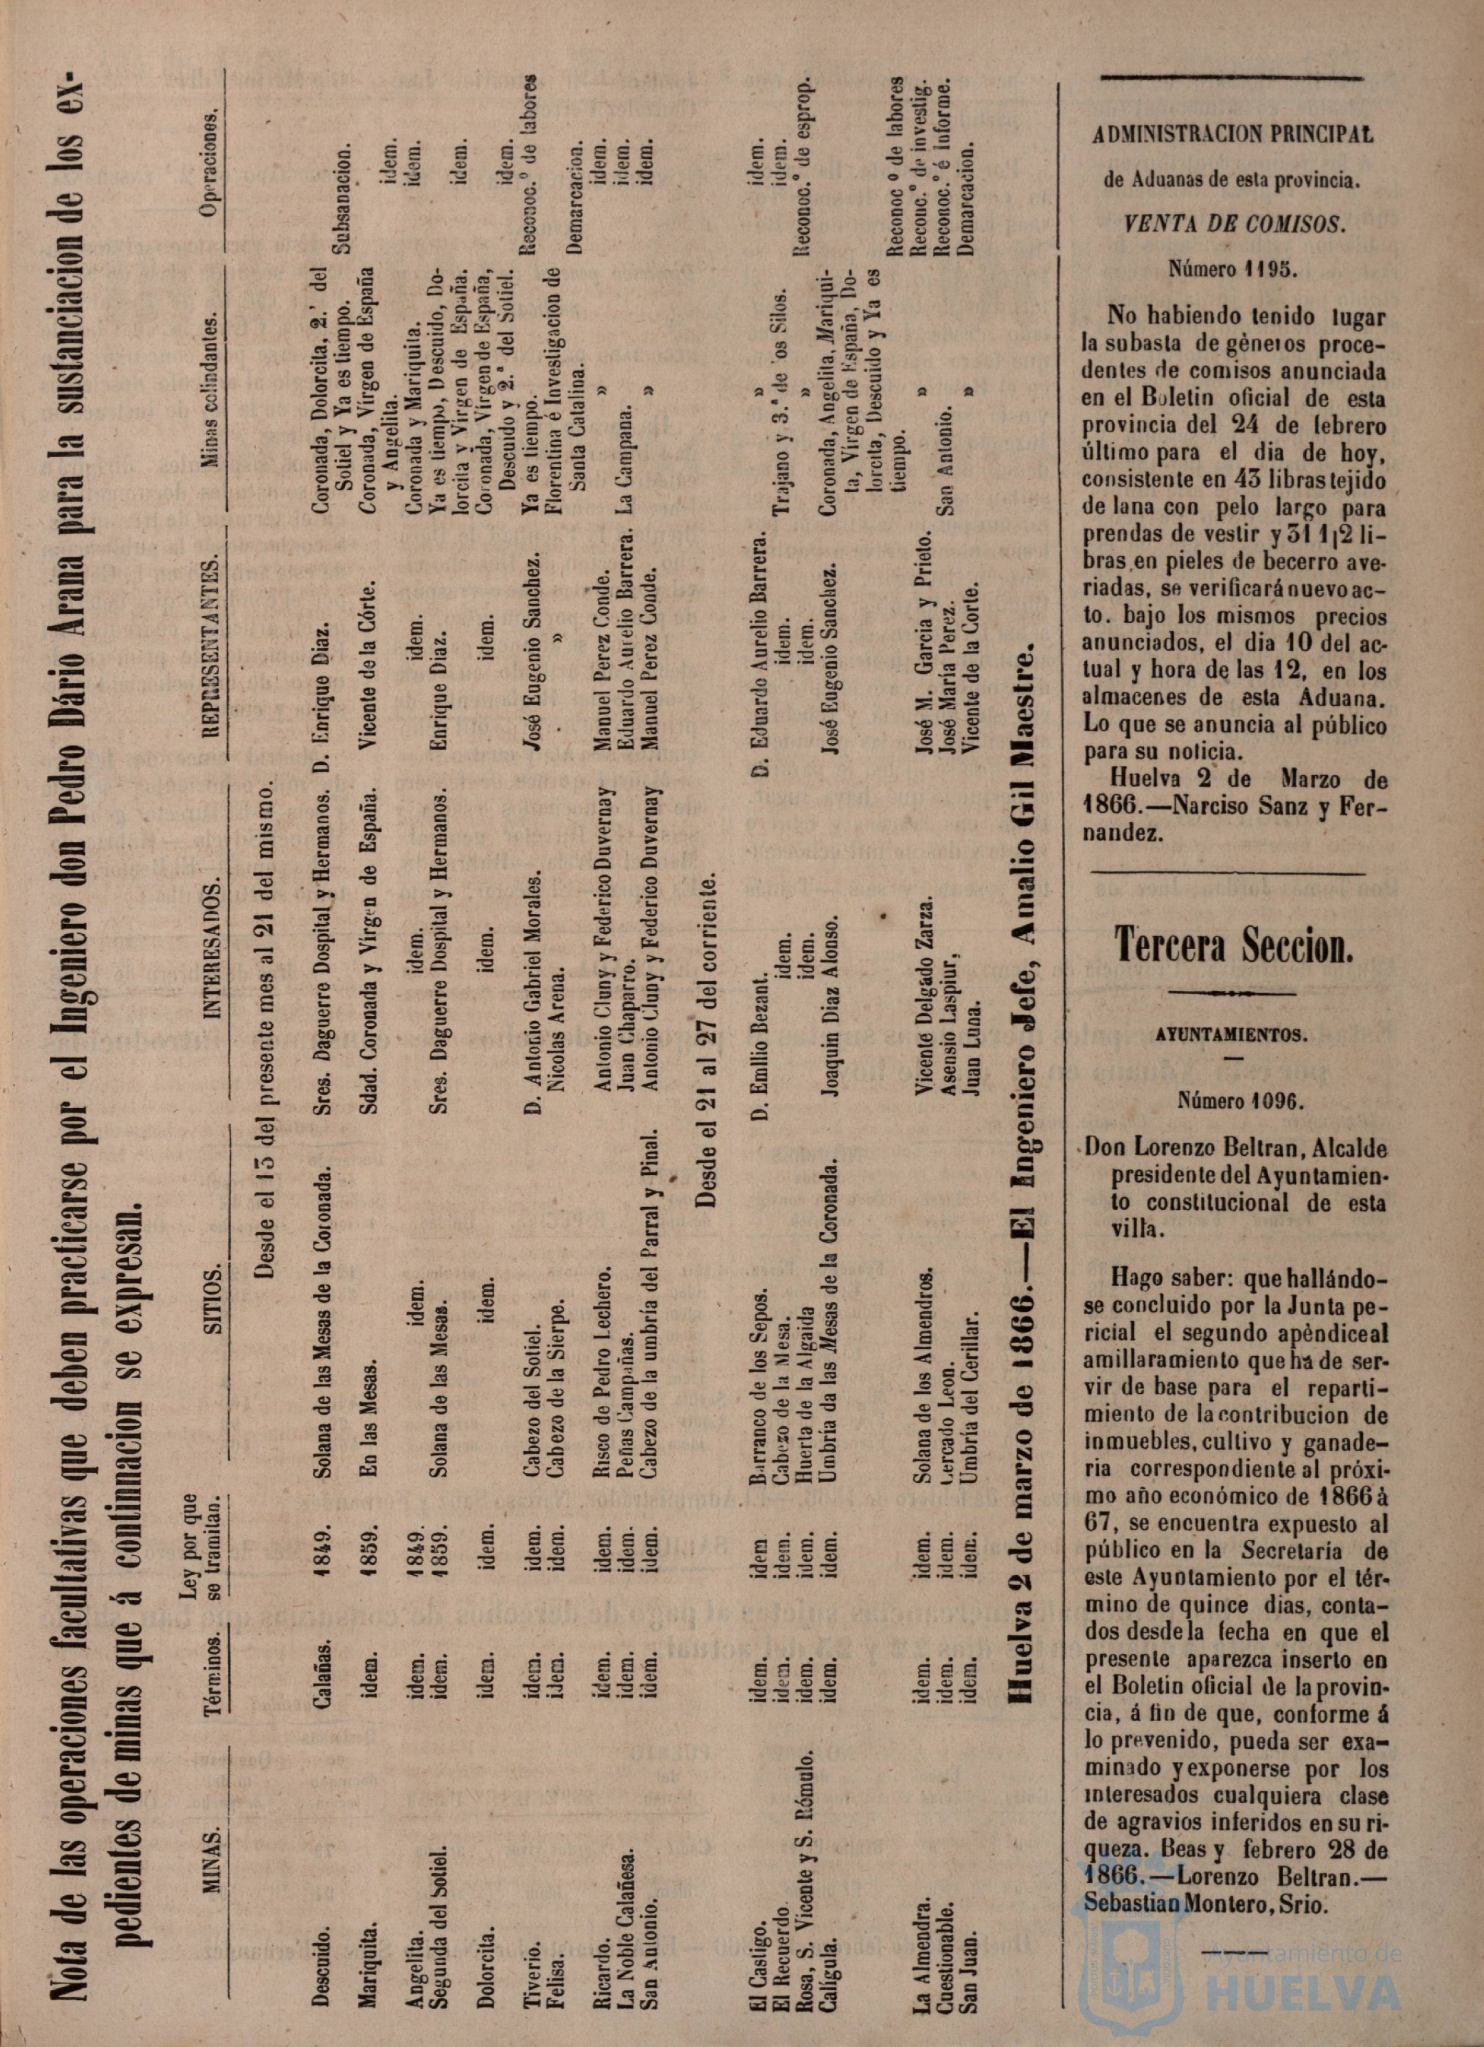 Nota de las operaciones facultativas que deben practicarse por el Ingeniero don Pedro Dário Arana para la sustanciacion de los ex-
pedientes de minas que á continuacion se expresan.
MINAS. Términos. Ley por que se tramitan. SITIOS. INTERESADOS. REPRESENTANTES. Minas colindantes. Operaciones.
Desde el 13 del presente mes al 21 del mismo.
Descuido. Calañas. 1849. Solana de las Mesas de la Coronada. Sres. Daguerre Dospital y Hermanos. D. Enrique Diaz. Coronada, Dolorcita, 2.' del
Sotiel y Ya es tiempo. Subsanacion.
Mariquita. idem. 1859. En las Mesas. Sdad. Coronada y Virgen de España. Vicente de la Córte. Coronada, Virgen de España
y Angelita. idem.
Angelita. idem. 1849. idem. idem. idem. Coronada y Mariquita. idem.
Segunda del Sotiel. idem. 1859. Solana de las Mesas. Sres. Daguerre Dospital y Hermanos. Enrique Diaz. Ya es tiempo, Descuido, Do-
lorcita y Virgen de España. idem.
Dolorcita. idem. idem. idem. idem. idem. Coronada, Virgen de España,
Descuido y 2.ª del Sotiel. idem.
Tiverio. idem. idem. Cabezo del Sotiel. D. Antonio Gabriel Morales. José Eugenio Sanchez. Ya es tiempo. Reconoc.º de labores
Felisa. idem. idem. Cabezo de la Sierpe. Nicolas Arena. » Florentina é Investigacion de
Santa Catalina. Demarcacion.
Ricardo. idem. idem. Risco de Pedro Lechero. Antonio Cluny y Federico Duvernay Manuel Perez Conde. » idem.
La Noble Calañesa. idem. idem. Peñas Campañas. Juan Chaparro. Eduardo Aurelio Barrera. La Campana. idem.
San Antonio. idem. idem. Cabezo de la umbría del Parral y Pinal. Antonio Cluny y Federico Duvernay Manuel Perez Conde. » idem.
Desde el 21 al 27 del corriente.
El Castigo. idem. idem Barranco de los Sepos. D. Emilio Bezant. D. Eduardo Aurelio Barrera. » idem.
El Recuerdo. idem. idem. Cabezo de la Mesa. idem. idem. Trajano y 3.ª de los Silos. idem.
Rosa, S. Vicente y S. Rómulo. idem. idem. Huerta de la Algaida idem. idem. » Reconoc.º de esprop.
Calígula. idem. idem. Umbría da las Mesas de la Coronada. Joaquin Diaz Alonso. José Eugenio Sanchez. Coronada, Angelita, Mariqui-
ta, Virgen de España, Do-
lorcita, Descuido y Ya es
tiempo. Reconoc º de labores
La Almendra. idem. idem. Solana de los Almendros. Vicente Delgado Zarza. José M. Garcia y Prieto. » Reconc.º de investig.
Cuestionable. idem. idem. Cercado Leon. Asensio Laspiur, José María Perez. San Antonio. Reconoc.º é informe.
San Juan. idem. idem. Umbría del Cerillar. Juan Luna. Vicente de la Corte. » Demarcacion.
Huelva 2 de marzo de 1866.—El Ingeniero Jefe, Amalio Gil Maestre.
ADMINISTRACION PRINCIPAL
de Aduanas de esta provincia.
VENTA DE COMISOS.
Número 1195.
No habiendo tenido lugar
la subasta de géneros proce-
dentes de comisos anunciada
en el Boletin oficial de esta
provincia del 24 de febrero
último para el dia de hoy,
consistente en 43 libras tejido
de lana con pelo largo para
prendas de vestir y 31 1¡2 li-
bras en pieles de becerro ave-
riadas, se verificará nuevo ac-
to. bajo los mismos precios
anunciados, el dia 10 del ac-
tual y hora de las 12, en los
almacenes de esta Aduana.
Lo que se anuncia al público
para su noticia.
Huelva 2 de Marzo de
1866.—Narciso Sanz y Fer-
nandez.
Tercera Seccion.
AYUNTAMIENTOS.
Número 1096.
Don Lorenzo Beltran, Alcalde
presidente del Ayuntamien-
to constitucional de esta
villa.
Hago saber: que hallándo-
se concluido por la Junta pe-
ricial el segundo apèndice al
amillaramiento que ha de ser-
vir de base para el reparti-
miento de la contribucion de
inmuebles, cultivo y ganade-
ria correspondiente al próxi-
mo año económico de 1866 à
67, se encuentra expuesto al
público en la Secretaría de
este Ayuntamiento por el tér-
mino de quince dias, conta-
dos desde la fecha en que el
presente aparezca inserto en
el Boletin oficial de la provin-
cia, á fin de que, conforme á
lo prevenido, pueda ser exa-
minado y exponerse por los
interesados cualquiera clase
de agravios inferidos en su ri-
queza. Beas y febrero 28 de
1866.—Lorenzo Beltran.—
Sebastian Montero, Srio.
Ayuntamiento de
HUELVA